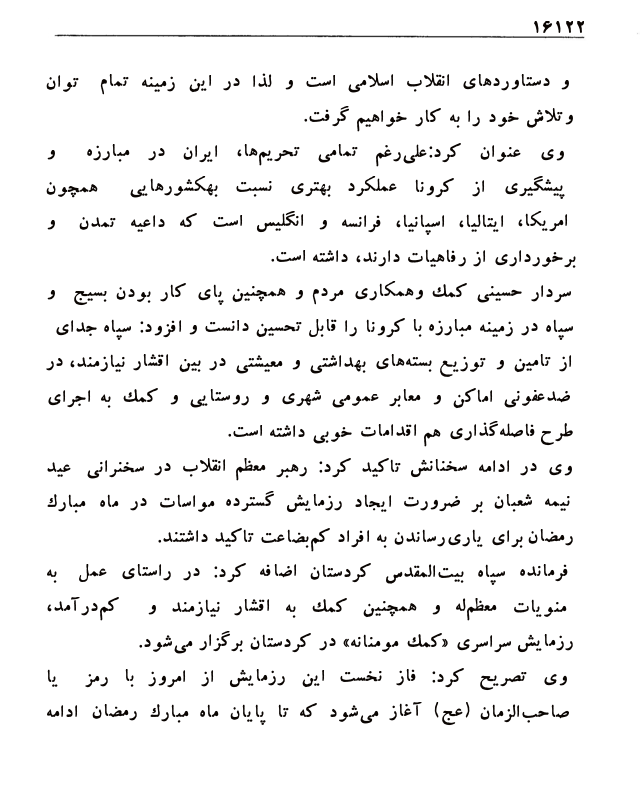 ۱۶۱۲۲
و دستاوردهای انقلاب اسلامی است و لذا در این زمینه تمام توان
وتلاش خود را به کار خواهیم گرفت.
وی عنوان کرد:علی‌رغم تمامی تحریم‌ها، ایران در مبارزه و
پیشگیری از کرونا عملکرد بهتری نسبت بهکشورهایی همچون
امریکا، ایتالیا، اسپانیا، فرانسه و انگلیس است که داعیه تمدن و
برخورداری از رفاهیات دارند، داشته است.
سردار حسینی کمك وهمکاری مردم و همچنین پای کار بودن بسیج و
سپاه در زمینه مبارزه با کرونا را قابل تحسین دانست و افزود: سپاه جدای
از تامین و توزیع بسته‌های بهداشتی و معیشتی در بین اقشار نیازمند، در
ضدعفونی اماکن و معابر عمومی شهری و روستایی و کمك به اجرای
طرح فاصله‌گذاری هم اقدامات خوبی داشته است.
وی در ادامه سخنانش تاکید کرد: رهبر معظم انقلاب در سخنرانی عید
نیمه شعبان بر ضرورت ایجاد رزمایش گسترده مواسات در ماه مبارك
رمضان برای یاری‌رساندن به افراد کم‌بضاعت تاکید داشتند.
فرمانده سپاه بیت‌المقدس کردستان اضافه کرد: در راستای عمل به
منویات معظم‌له و همچنین کمك به اقشار نیازمند و کم‌درآمد،
رزمایش سراسری «کمك مومنانه» در کردستان برگزار می‌شود.
وی تصریح کرد: فاز نخست این رزمایش از امروز با رمز یا
صاحب‌الزمان (عج) آغاز می‌شود که تا پایان ماه مبارك رمضان ادامه